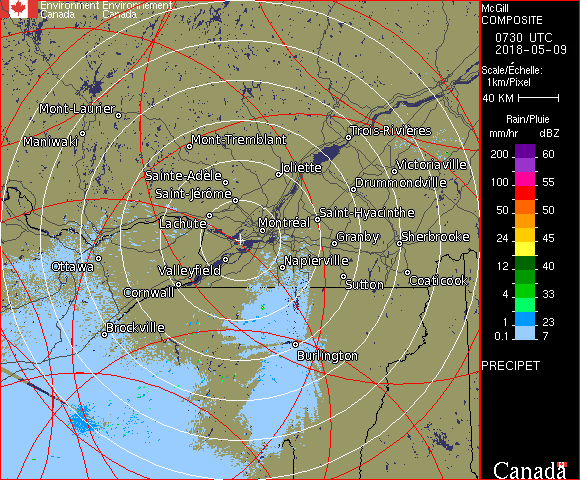 Environment Environnement
Canada Canada
McGill
COMPOSITE
0730 UTC
2018-05-09
Scale/Échelle:
1km/Pixel
40 KM
Rain/Pluie
mm/hr dBZ
200 60
100 55
50 50
24 45
12 40
4 33
1 23
0.1 7
PRECIPET
Canada
Mont-Laurier
Maniwaki
Mont-Tremblant
Trois-Rivières
Sainte-Adèle
Joliette
Victoriaville
Saint-Jérôme
Drummondville
Lachute
Montréal
Saint-Hyacinthe
Granby
Sherbrooke
Ottawa
Valleyfield
Napierville
Cornwall
Sutton
Coaticook
Brockville
Burlington